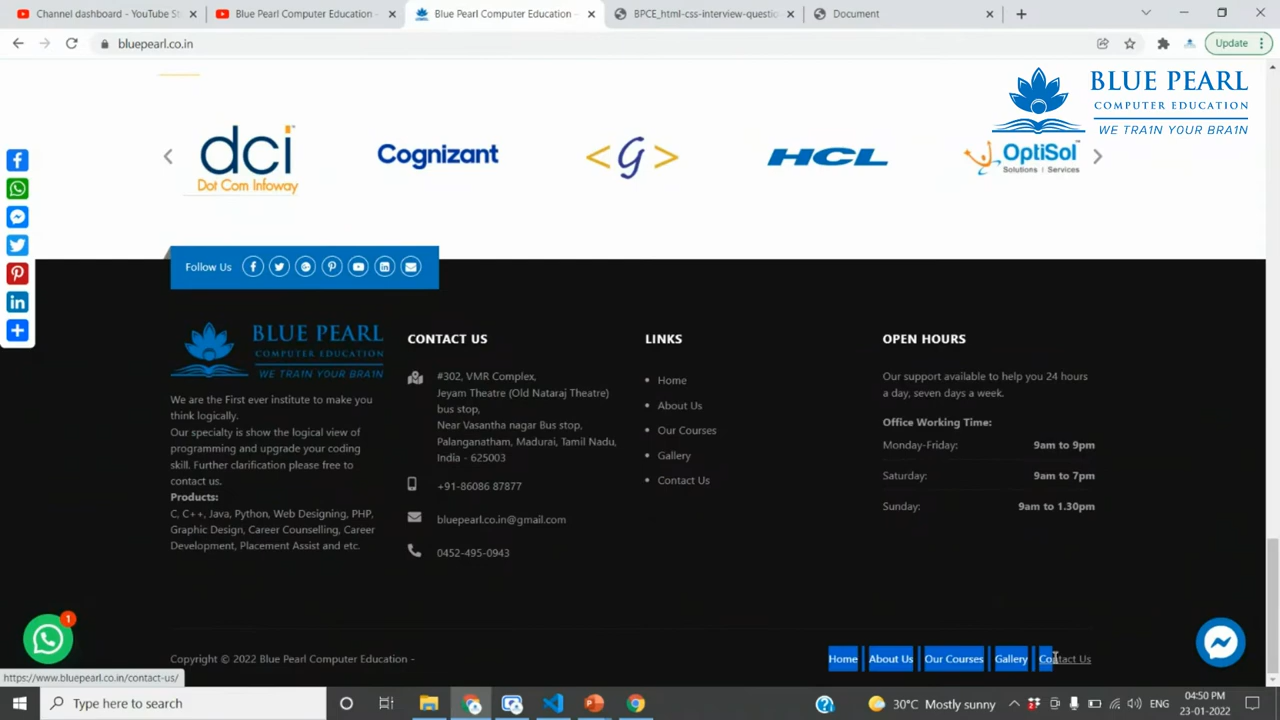 Channel dashboard - YouTube St
Blue Pearl Computer Education -
Blue Pearl Computer Education -
BPCE_html-css-interview-questio
Document
bluepearl.co.in
Update
BLUE PEARL
COMPUTER EDUCATION
WE TRA1N YOUR BRA1N
dci
Dot Com Infoway
Cognizant
<G>
HCL
OptiSol
Solutions | Services
Follow Us
BLUE PEARL
COMPUTER EDUCATION
WE TRA1N YOUR BRA1N
We are the First ever institute to make you
think logically.
Our specialty is show the logical view of
programming and upgrade your coding
skill. Further clarification please free to
contact us.
Products:
C, C++, Java, Python, Web Designing, PHP,
Graphic Design, Career Counselling, Career
Development, Placement Assist and etc.
CONTACT US
#302, VMR Complex,
Jeyam Theatre (Old Nataraj Theatre)
bus stop,
Near Vasantha nagar Bus stop,
Palanganatham, Madurai, Tamil Nadu,
India - 625003
+91-86086 87877
bluepearl.co.in@gmail.com
0452-495-0943
LINKS
Home
About Us
Our Courses
Gallery
Contact Us
OPEN HOURS
Our support available to help you 24 hours
a day, seven days a week.
Office Working Time:
Monday-Friday: 9am to 9pm
Saturday: 9am to 7pm
Sunday: 9am to 1.30pm
1
Copyright © 2022 Blue Pearl Computer Education -
Home | About Us | Our Courses | Gallery | Contact Us
https://www.bluepearl.co.in/contact-us/
Type here to search
30°C Mostly sunny
ENG
04:50 PM
23-01-2022